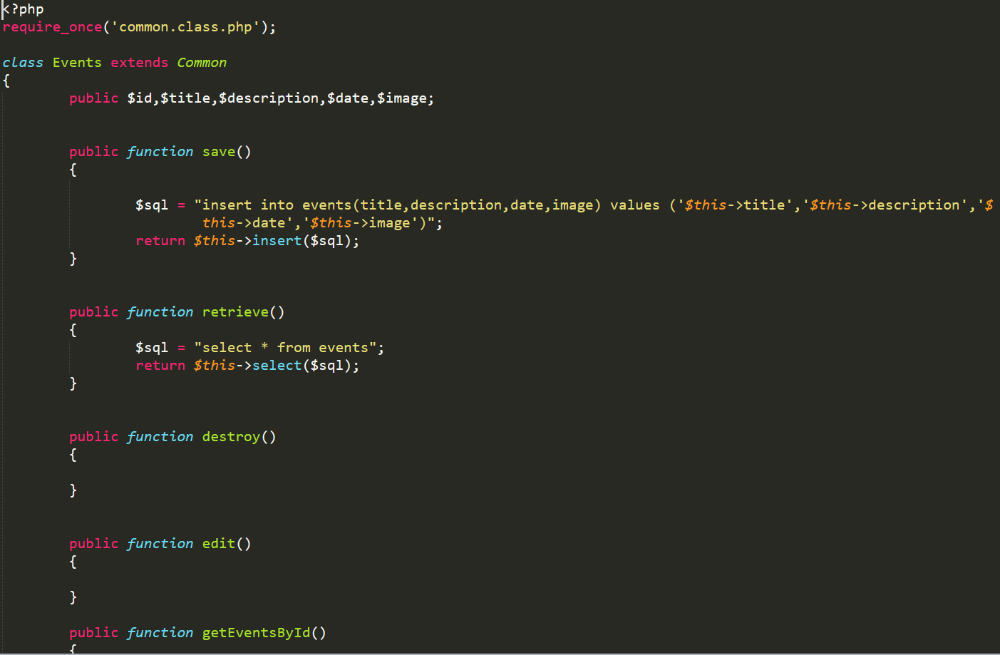 <?php
require_once('common.class.php');
class Events extends Common
{
public $id,$title,$description,$date,$image;
public function save()
{
$sql = "insert into events(title,description,date,image) values ('$this->title','$this->description','$
this->date','$this->image')";
return $this->insert($sql);
}
public function retrieve()
{
$sql = "select * from events";
return $this->select($sql);
}
public function destroy()
{
}
public function edit()
{
}
public function getEventsById()
{